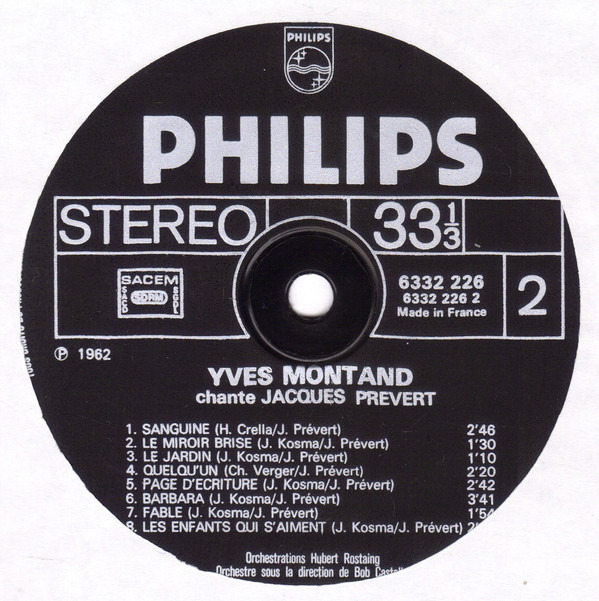 PHILIPS
PHILIPS
STEREO
33 1/3
SACEM
SACD
SDRM
SGDL
6332 226
6332 226 2
Made in France
2
℗ 1962
YVES MONTAND
chante JACQUES PREVERT
1. SANGUINE (H. Crella/J. Prévert) 2'46
2. LE MIROIR BRISE (J. Kosma/J. Prévert) 1'30
3. LE JARDIN (J. Kosma/J. Prévert) 1'10
4. QUELQU'UN (Ch. Verger/J. Prévert) 2'20
5. PAGE D'ECRITURE (J. Kosma/J. Prévert) 2'42
6. BARBARA (J. Kosma/J. Prévert) 3'41
7. FABLE (J. Kosma/J. Prévert) 1'54
8. LES ENFANTS QUI S'AIMENT (J. Kosma/J. Prévert)
Orchestrations Hubert Rostaing
Orchestre sous la direction de Bob